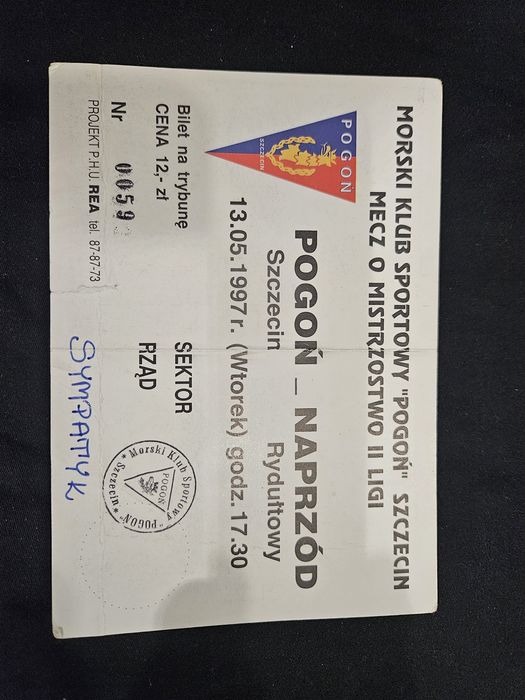 MORSKI KLUB SPORTOWY "POGOŃ" SZCZECIN
MECZ O MISTRZOSTWO II LIGI
POGOŃ
SZCZECIN
POGOŃ _ NAPRZÓD
Szczecin Rydułtowy
13.05.1997 r. (Wtorek) godz. 17.30
Bilet na trybunę
CENA 12,- zł
SEKTOR
RZĄD
Nr 0059
PROJEKT P.H.U. REA tel. 87-87-73
SYMPATYK
* Morski Klub Sportowy "POGOŃ" * Szczecin
POGOŃ